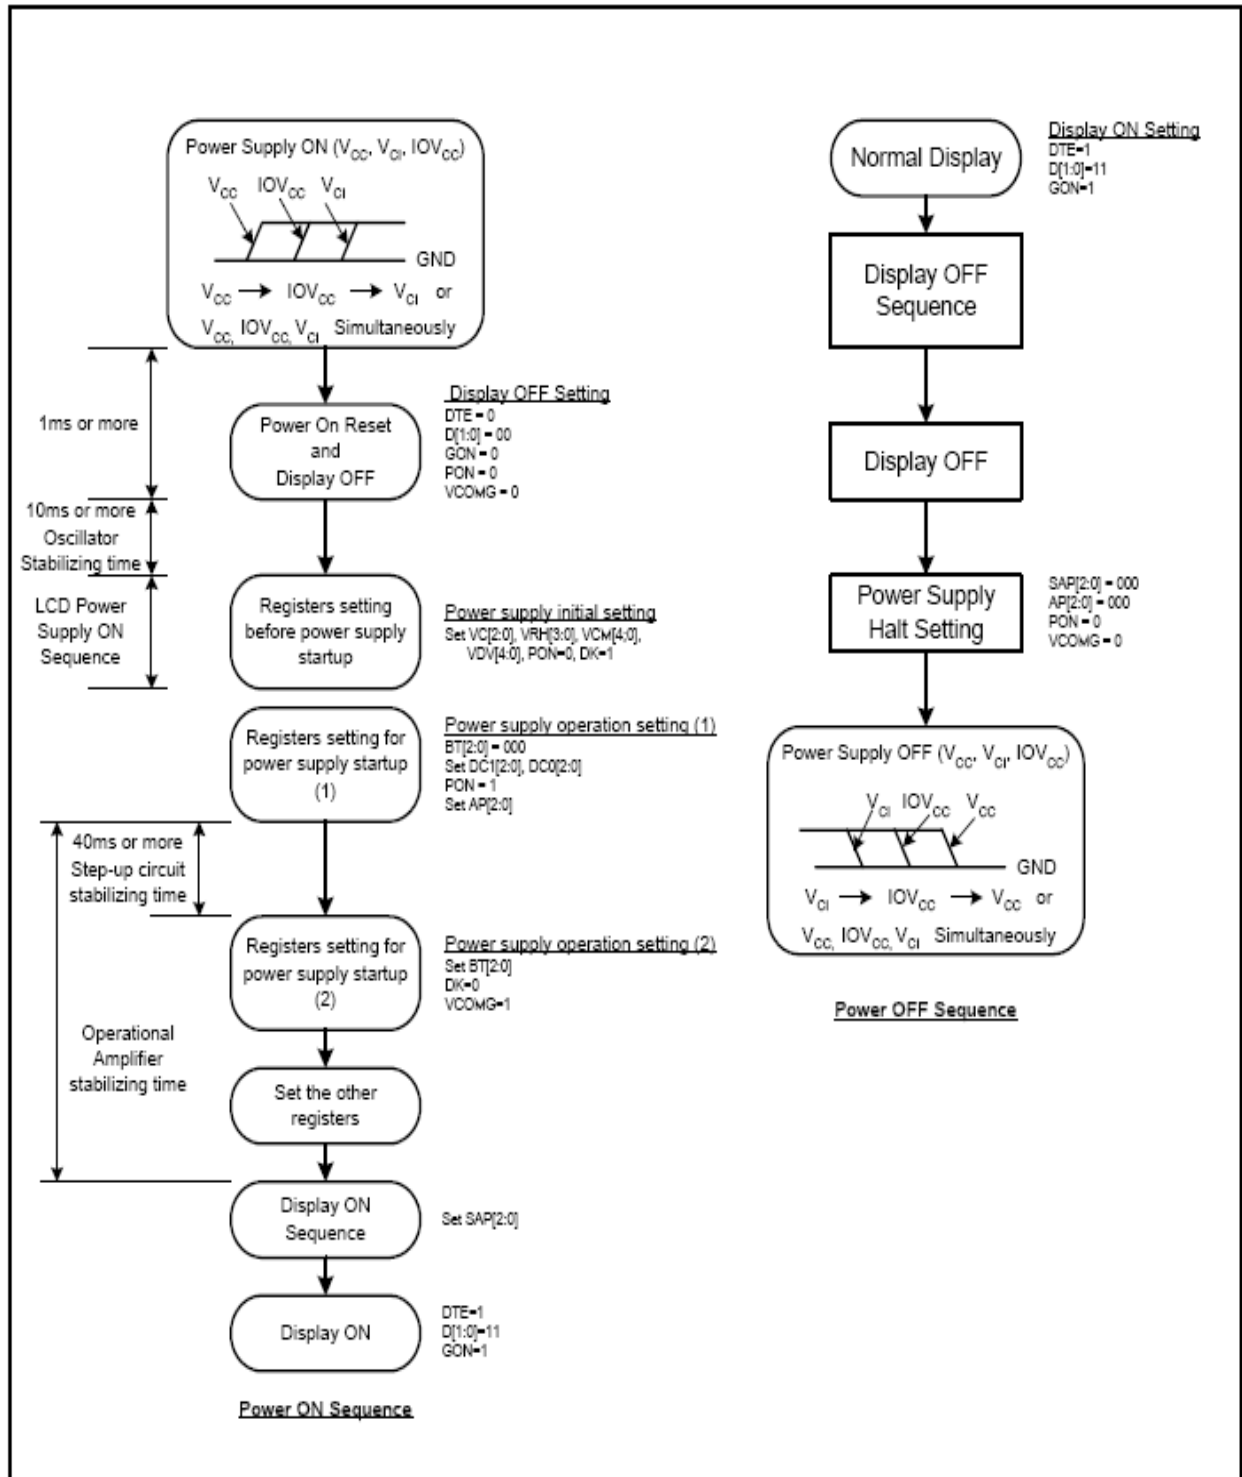 Power Supply ON (VCC, VCI, IOVCC)
VCC IOVCC VCI
GND
VCC → IOVCC → VCI or
VCC, IOVCC, VCI Simultaneously
1ms or more
Power On Reset
and
Display OFF
Display OFF Setting
DTE = 0
D[1:0] = 00
GON = 0
PON = 0
VCOMG = 0
10ms or more
Oscillator
Stabilizing time
LCD Power
Supply ON
Sequence
Registers setting
before power supply
startup
Power supply initial setting
Set VC[2:0], VRH[3:0], VCM[4;0],
VDV[4:0], PON=0, DK=1
Registers setting for
power supply startup
(1)
Power supply operation setting (1)
BT[2:0] = 000
Set DC1[2:0], DC0[2:0]
PON = 1
Set AP[2:0]
40ms or more
Step-up circuit
stabilizing time
Registers setting for
power supply startup
(2)
Power supply operation setting (2)
Set BT[2:0]
DK=0
VCOMG=1
Operational
Amplifier
stabilizing time
Set the other
registers
Display ON
Sequence
Set SAP[2:0]
Display ON
DTE=1
D[1:0]=11
GON=1
Power ON Sequence
Normal Display
Display ON Setting
DTE=1
D[1:0]=11
GON=1
Display OFF
Sequence
Display OFF
Power Supply
Halt Setting
SAP[2:0] = 000
AP[2:0] = 000
PON = 0
VCOMG = 0
Power Supply OFF (VCC, VCI, IOVCC)
VCI IOVCC VCC
GND
VCI → IOVCC → VCC or
VCC, IOVCC, VCI Simultaneously
Power OFF Sequence